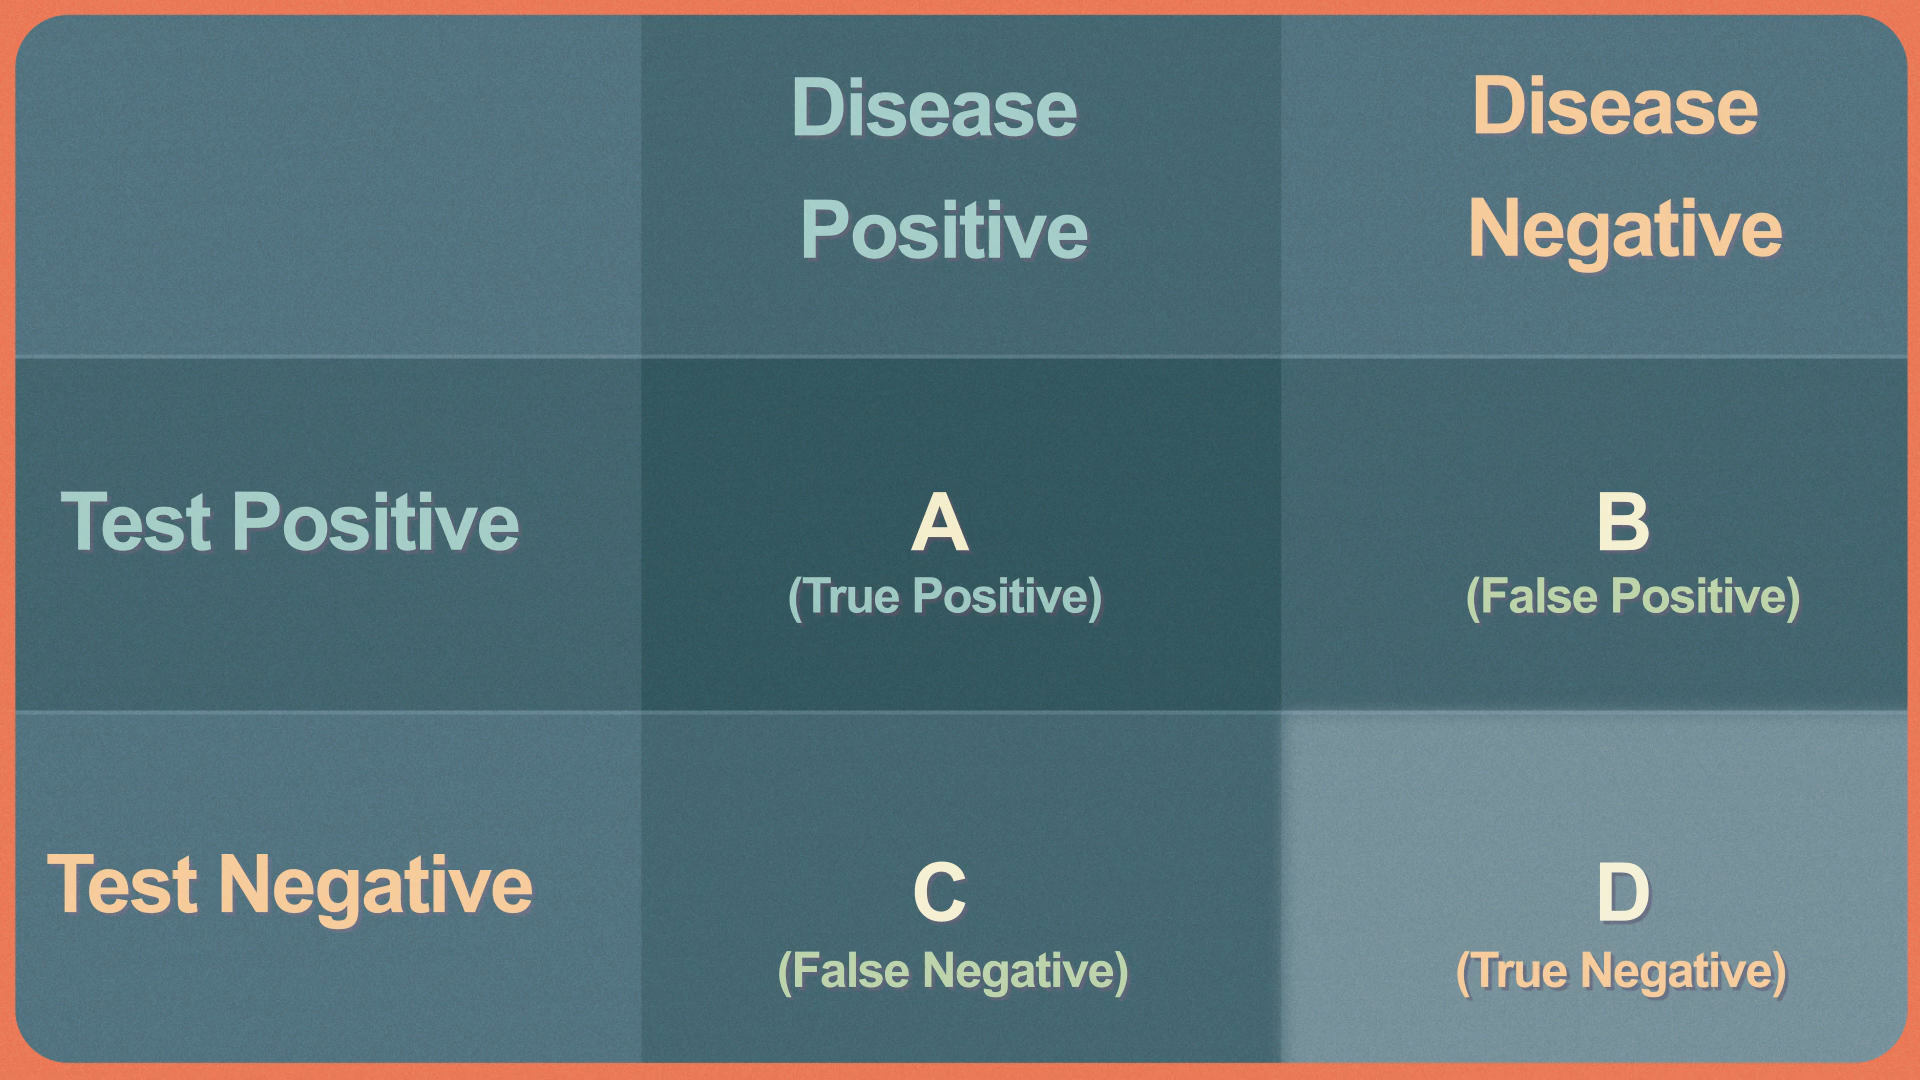 Disease
Positive
Disease
Negative
Test Positive
A
(True Positive)
B
(False Positive)
Test Negative
C
(False Negative)
D
(True Negative)